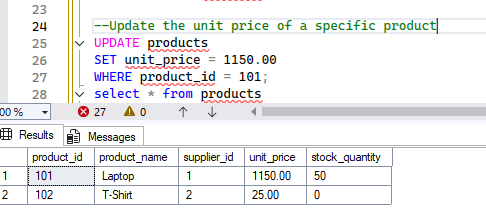 24 --Update the unit price of a specific product
25 UPDATE products
26 SET unit_price = 1150.00
27 WHERE product_id = 101;
28 select * from products
00 % 27 0
Results Messages
product_id product_name supplier_id unit_price stock_quantity
1 101 Laptop 1 1150.00 50
2 102 T-Shirt 2 25.00 0